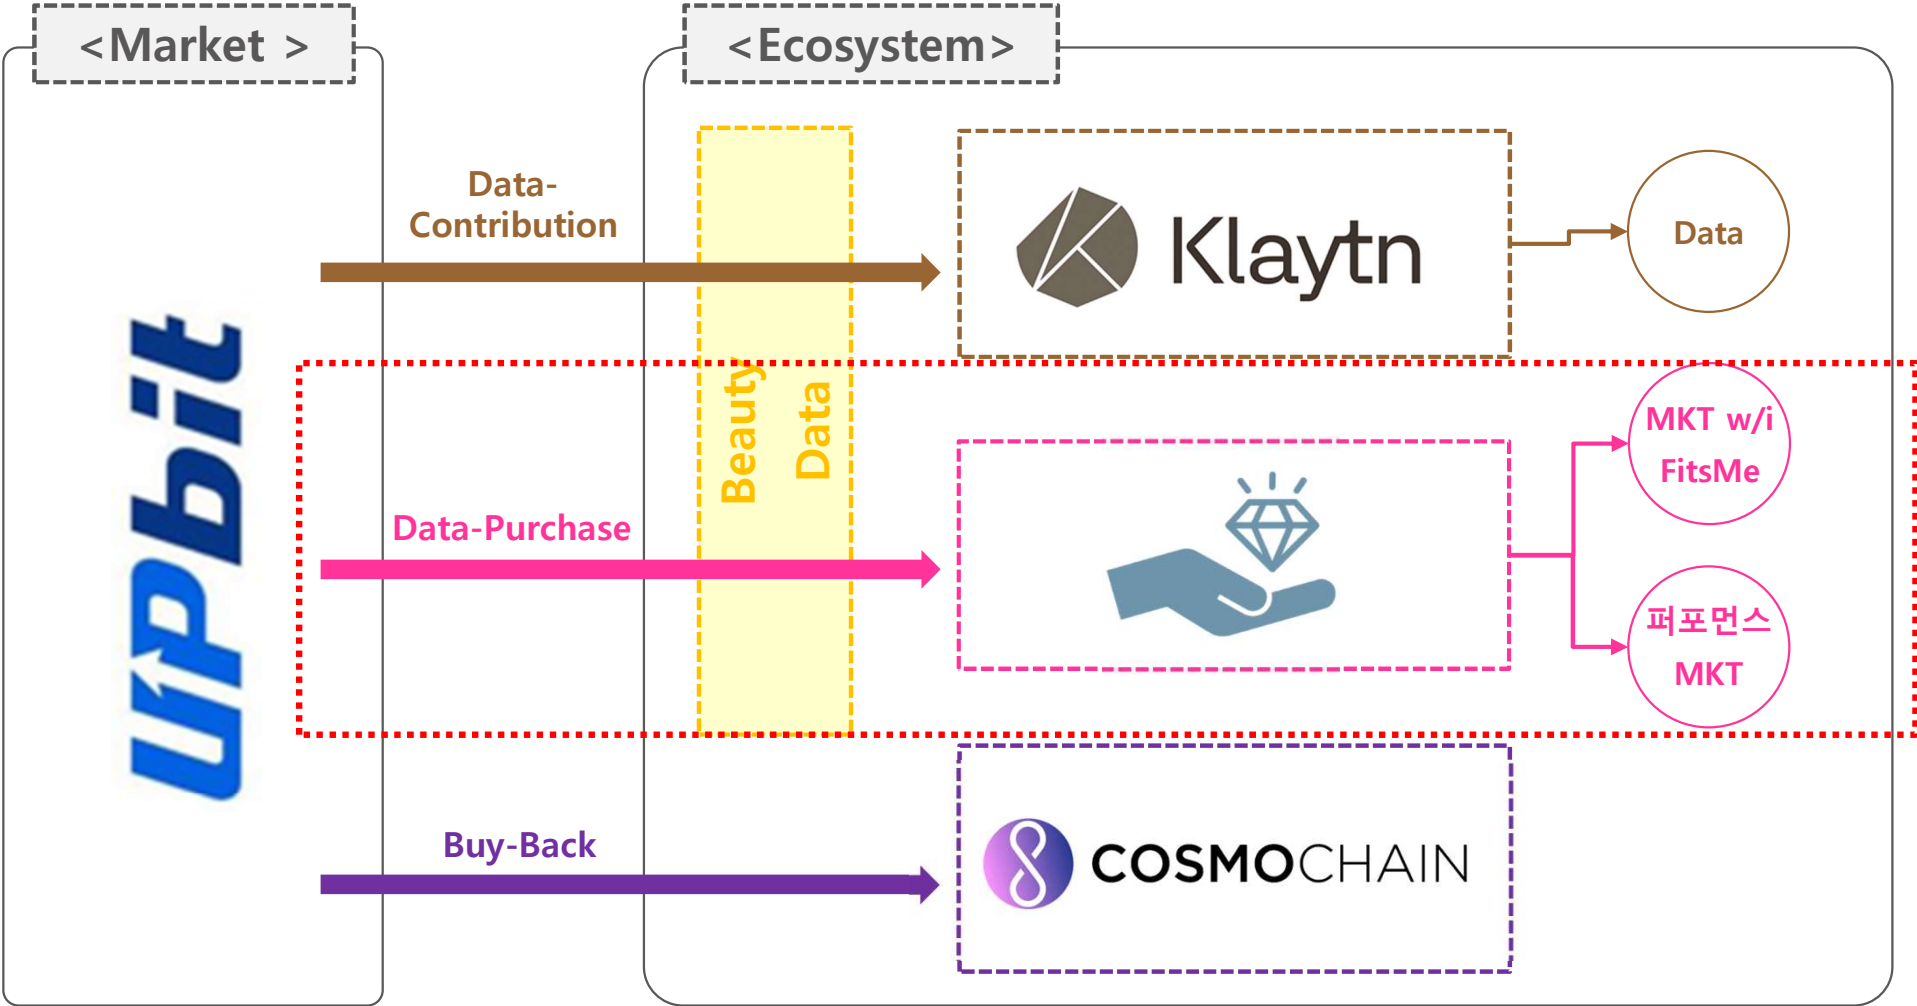 <Market >
<Ecosystem>
upbit
Data-
Contribution
Beauty
Data
Klaytn
Data
Data-Purchase
MKT w/i
FitsMe
퍼포먼스
MKT
Buy-Back
COSMOCHAIN